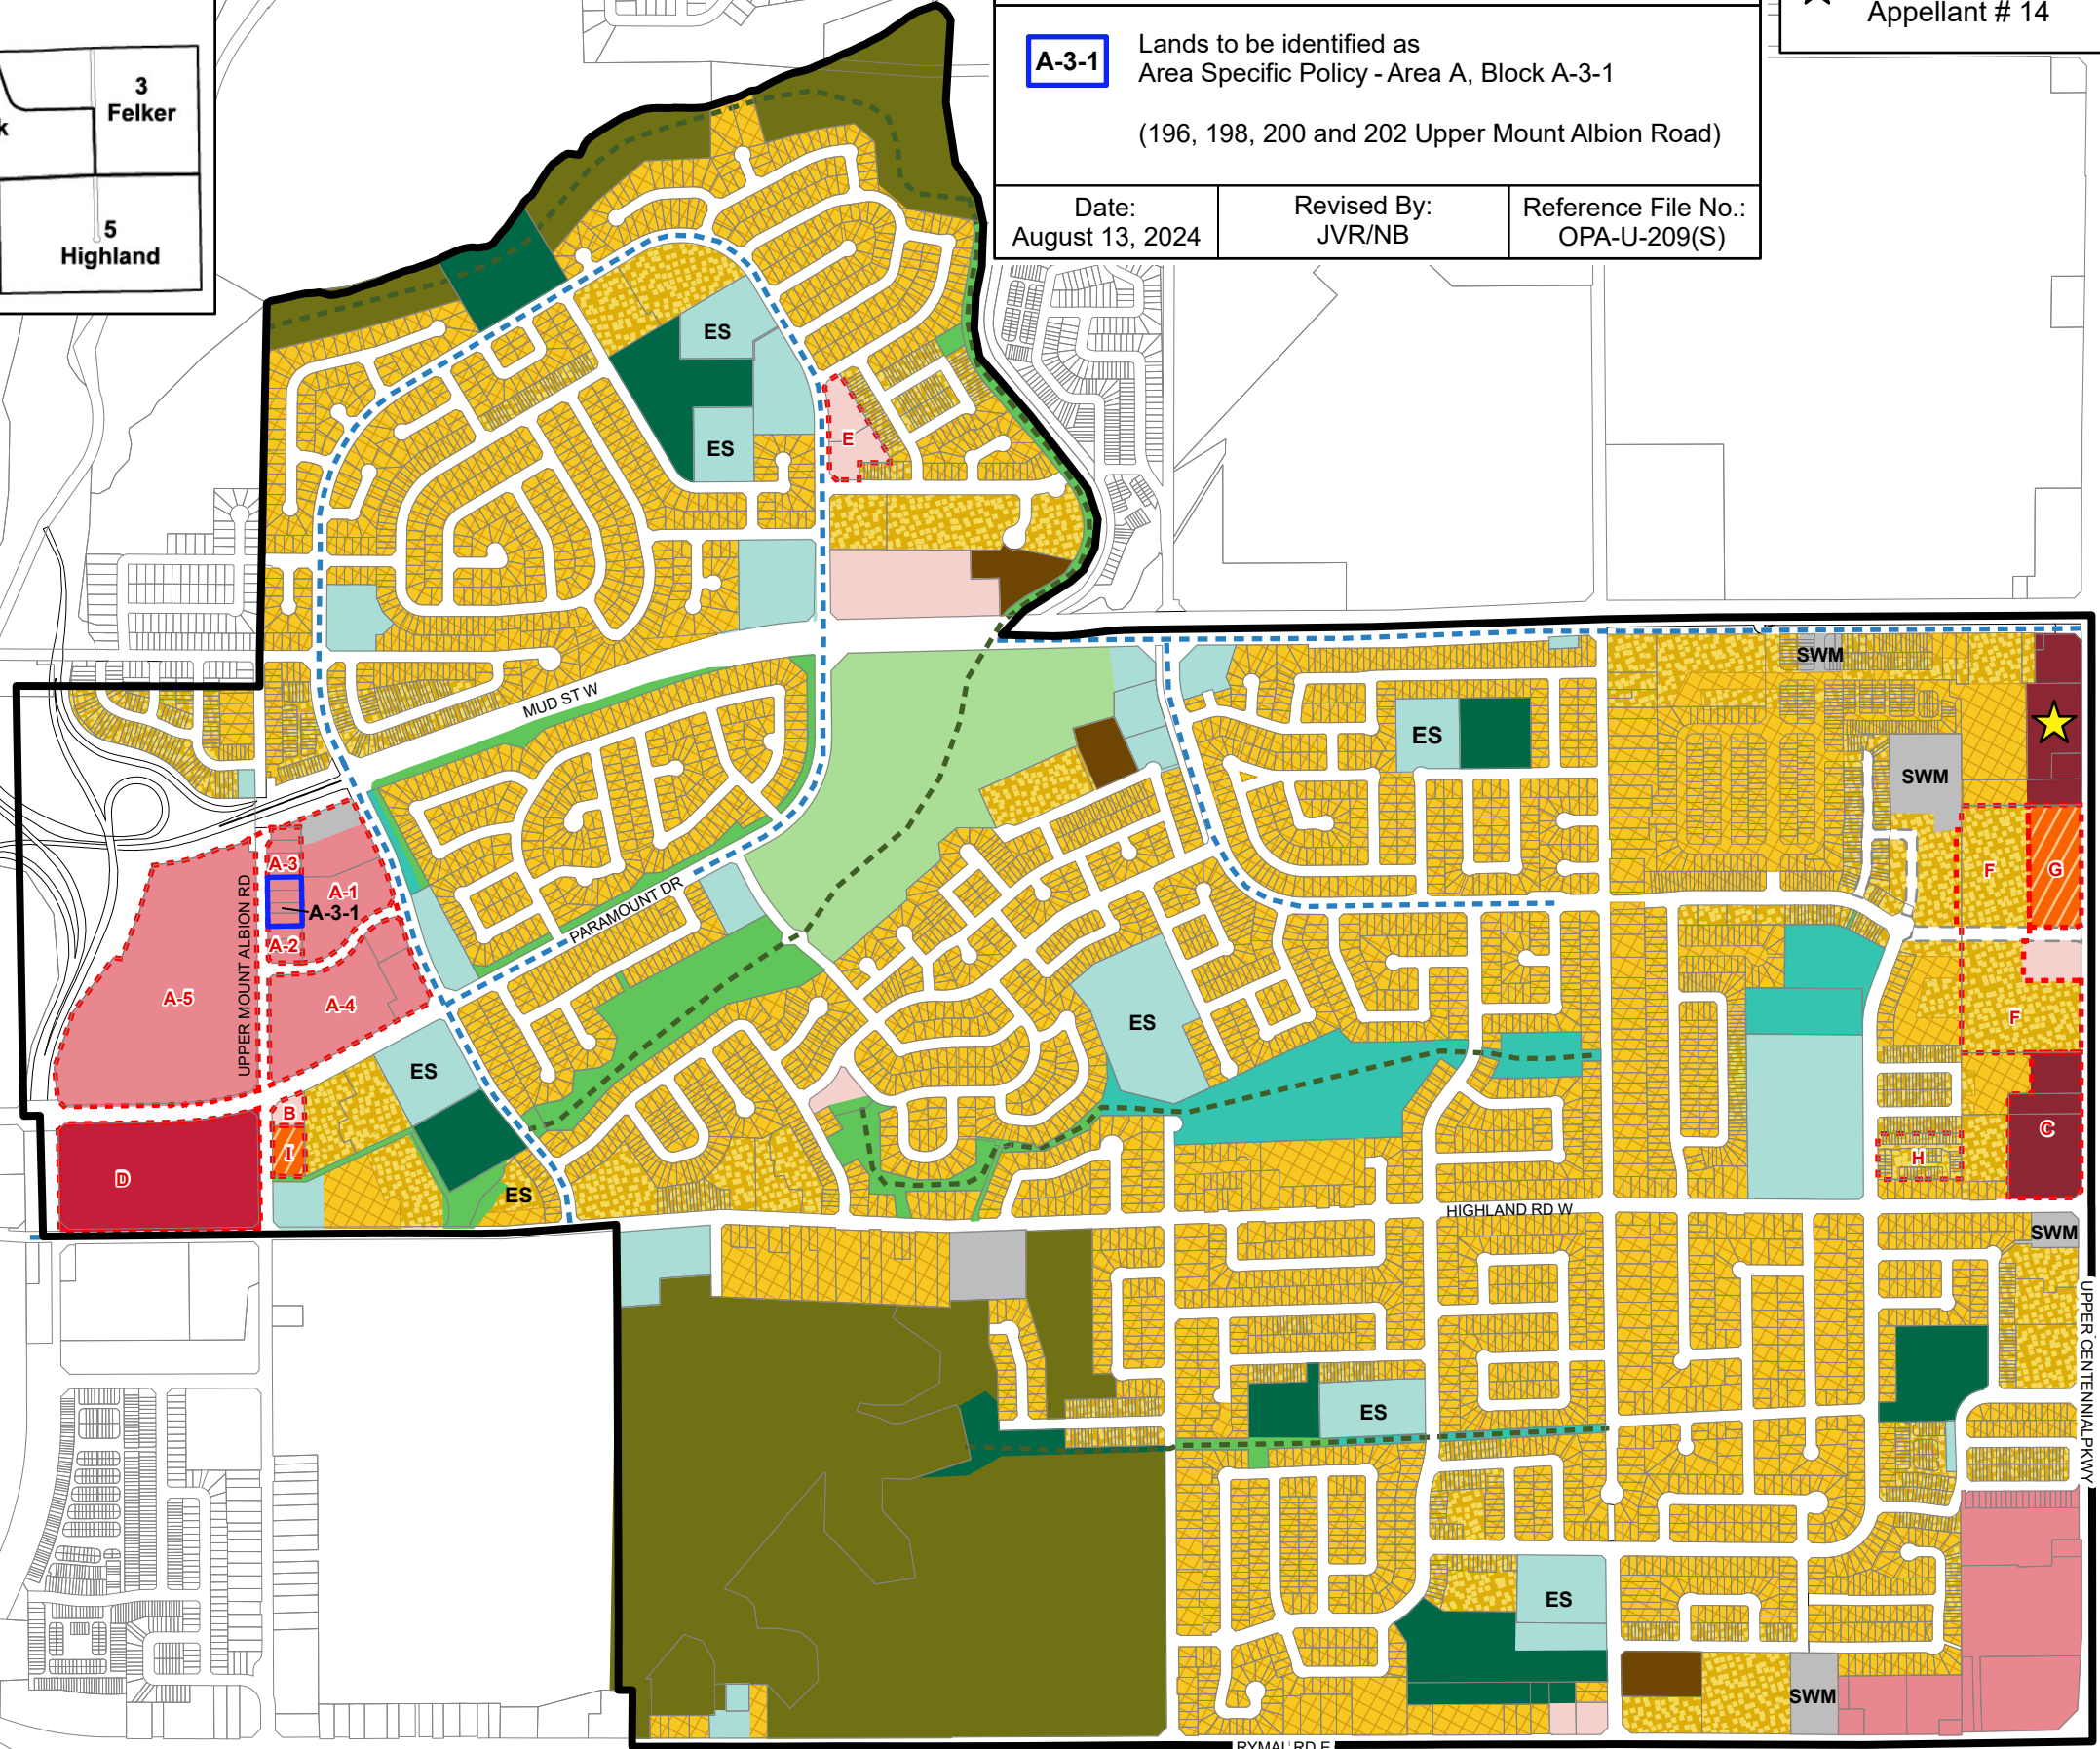 Appellant # 14
3
Felker
k
5
Highland
A-3-1
Lands to be identified as
Area Specific Policy - Area A, Block A-3-1
(196, 198, 200 and 202 Upper Mount Albion Road)
Date:
August 13, 2024
Revised By:
JVR/NB
Reference File No.:
OPA-U-209(S)
ES
E
ES
SWM
MUD ST W
ES
SWM
A-3
A-1
A-3-1
A-2
PARAMOUNT DR
UPPER MOUNT ALBION RD
F
G
A-5
A-4
ES
F
ES
B
I
C
D
H
ES
HIGHLAND RD W
SWM
UPPER CENTENNIAL PKWY
ES
ES
SWM
RYMAL RD E